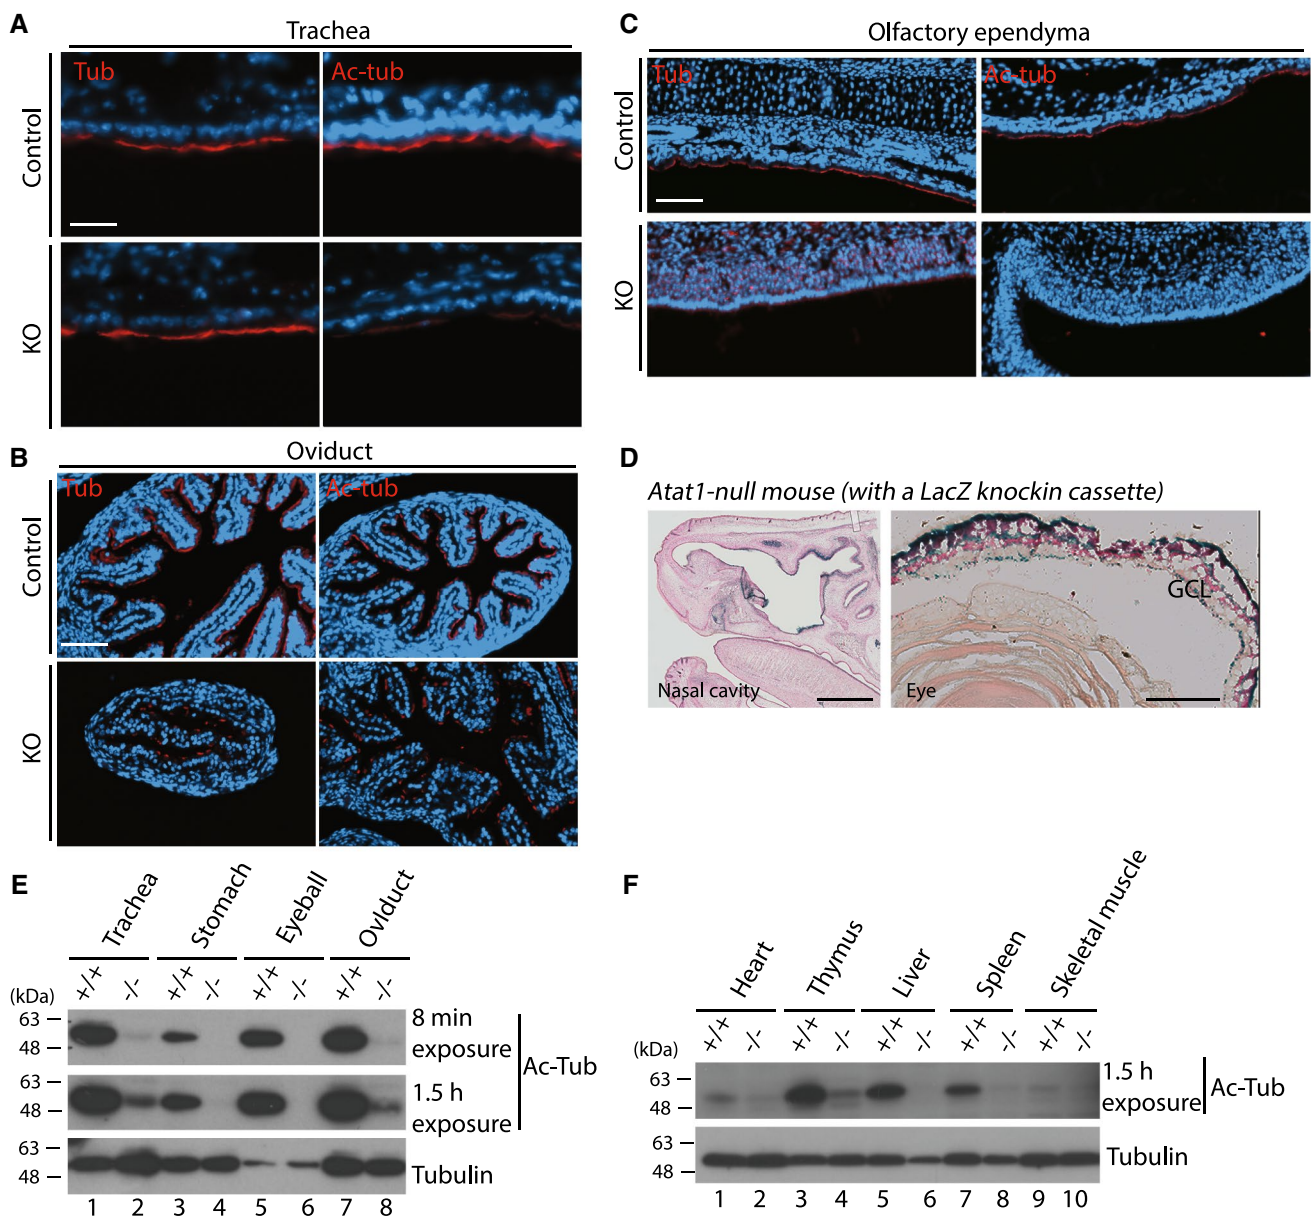 A
Trachea
Tub
Ac-tub
Control
KO
B
Oviduct
Tub
Ac-tub
Control
KO
C
Olfactory ependyma
Tub
Ac-tub
Control
KO
D
Atat1-null mouse (with a LacZ knockin cassette)
Nasal cavity
GCL
Eye
E
Trachea Stomach Eyeball OvIduct
+/+ -/- +/+ -/- +/+ -/- +/+ -/-
(kDa)
63
48
8 min
exposure
63
48
1.5 h
exposure
Ac-Tub
63
48
Tubulin
1 2 3 4 5 6 7 8
F
Heart Thymus Liver Spleen Skeletal muscle
+/+ -/- +/+ -/- +/+ -/- +/+ -/- +/+ -/-
(kDa)
63
48
1.5 h
exposure
Ac-Tub
63
48
Tubulin
1 2 3 4 5 6 7 8 9 10